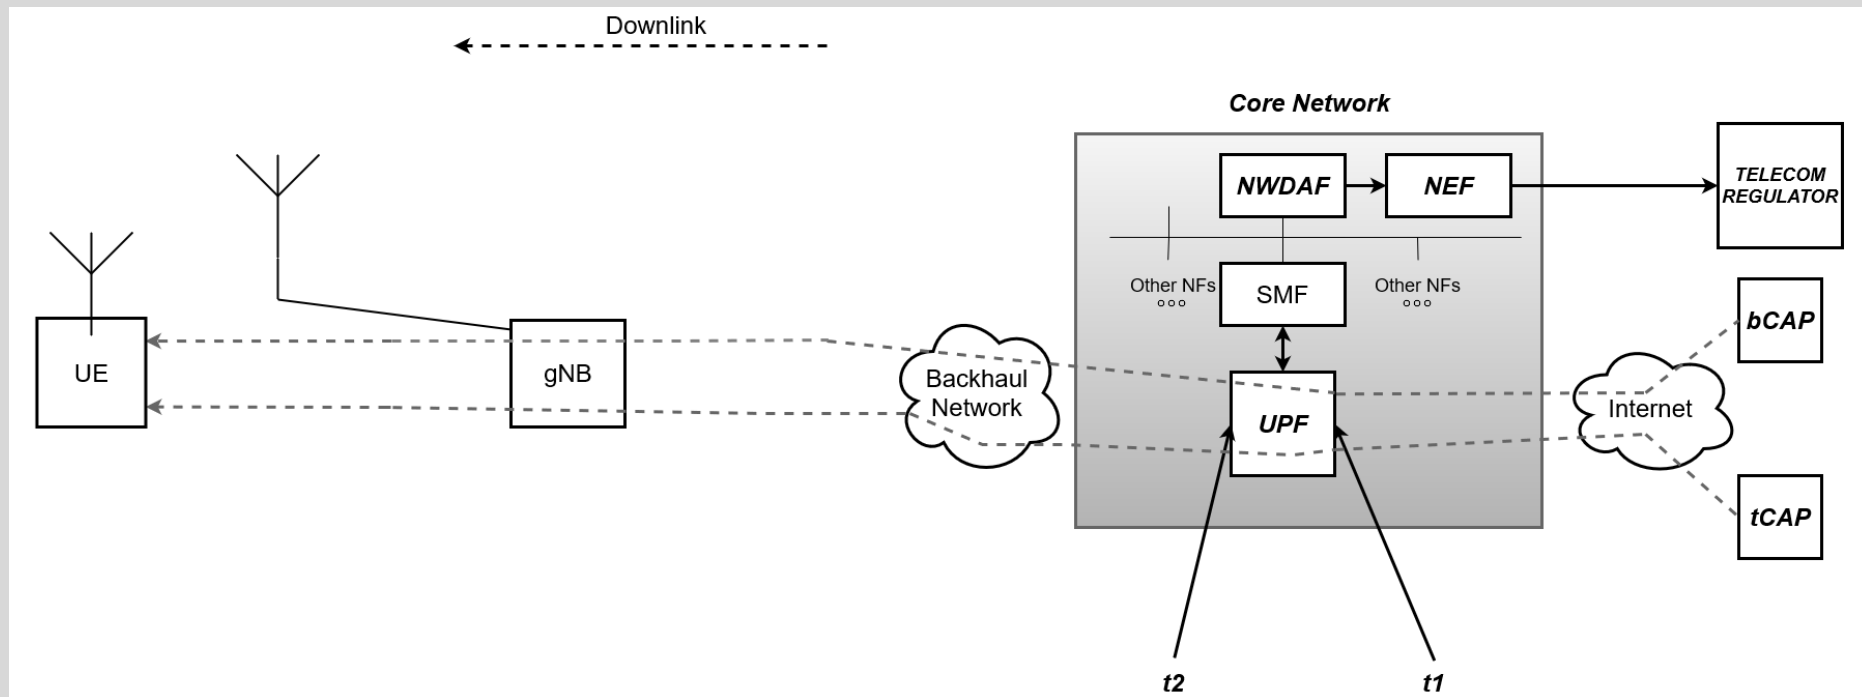 Downlink
Core Network
NWDAF
NEF
TELECOM
REGULATOR
Other NFs
SMF
Other NFs
bCAP
UE
gNB
Backhaul
Network
UPF
Internet
tCAP
t2
t1